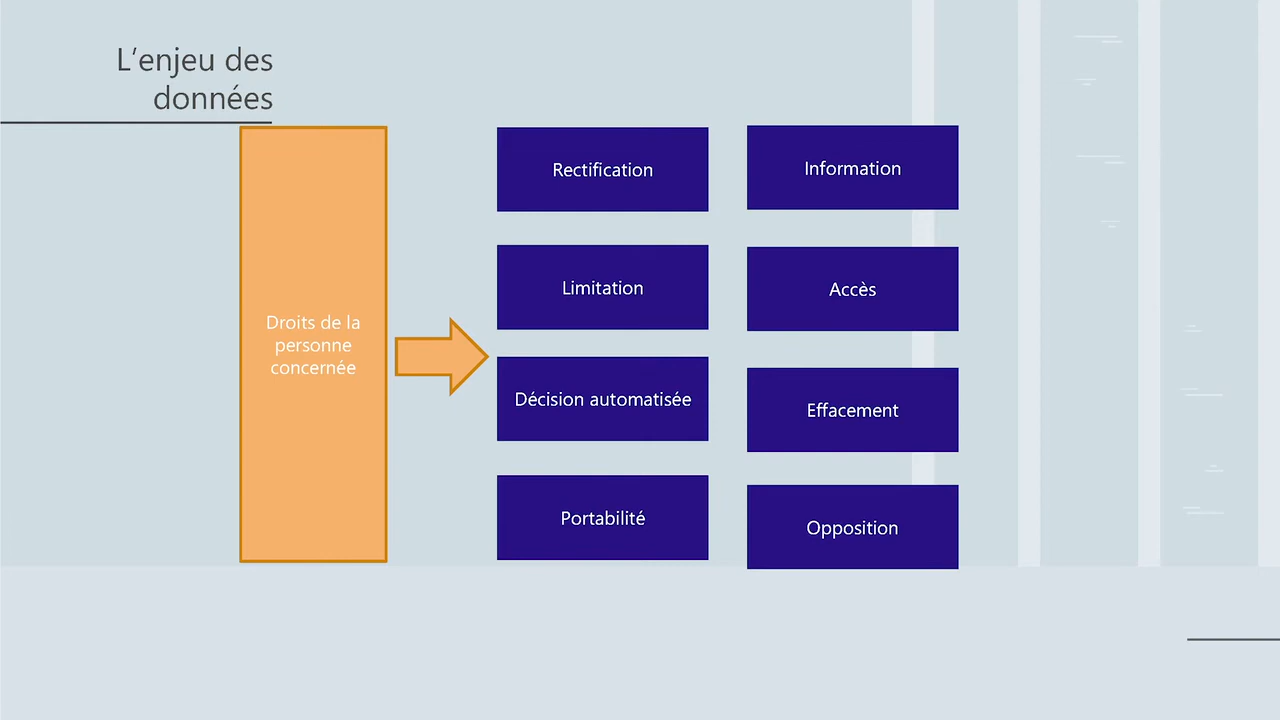 L'enjeu des
données
Droits de la
personne
concernée
Rectification
Information
Limitation
Accès
Décision automatisée
Effacement
Portabilité
Opposition